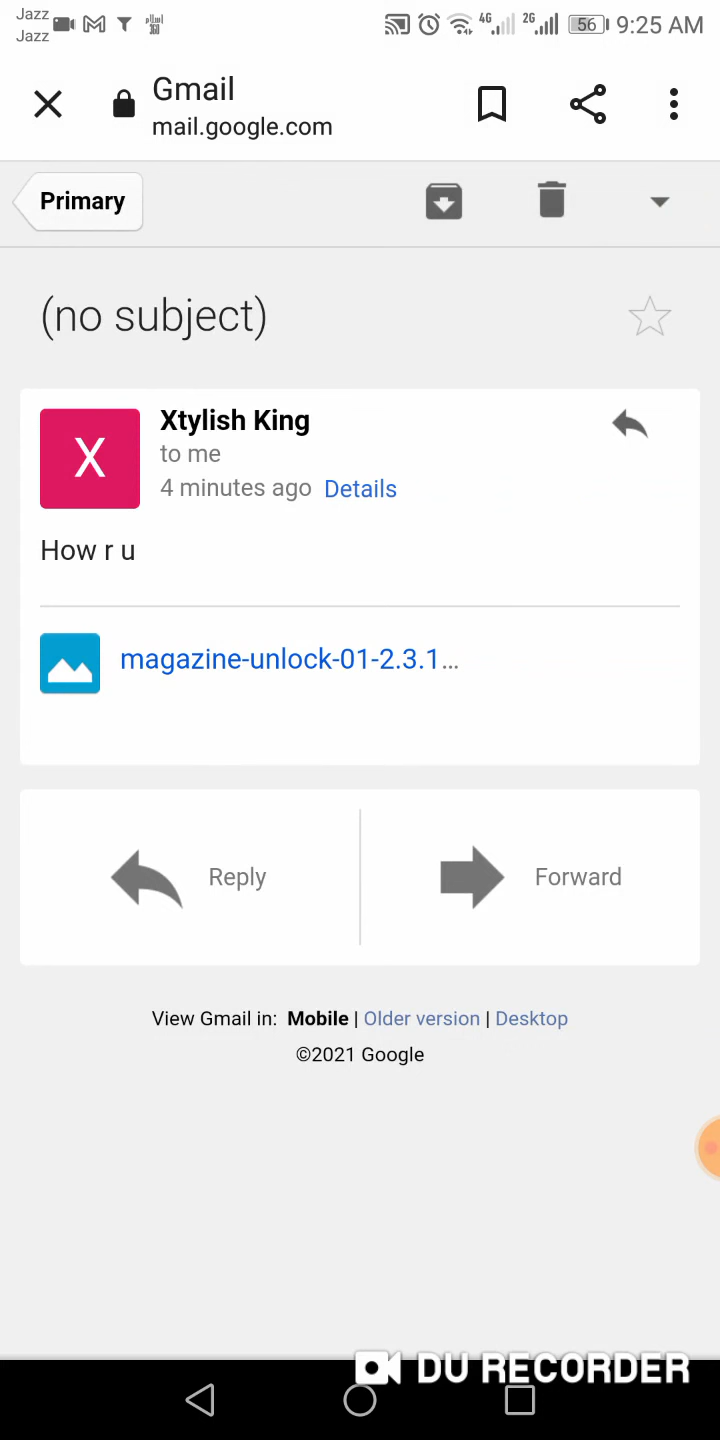 Jazz
Jazz
4G 2G 56 9:25 AM
Gmail
mail.google.com
Primary
(no subject)
X
Xtylish King
to me
4 minutes ago Details
How r u
magazine-unlock-01-2.3.1...
Reply Forward
View Gmail in: Mobile | Older version | Desktop
©2021 Google
DU RECORDER